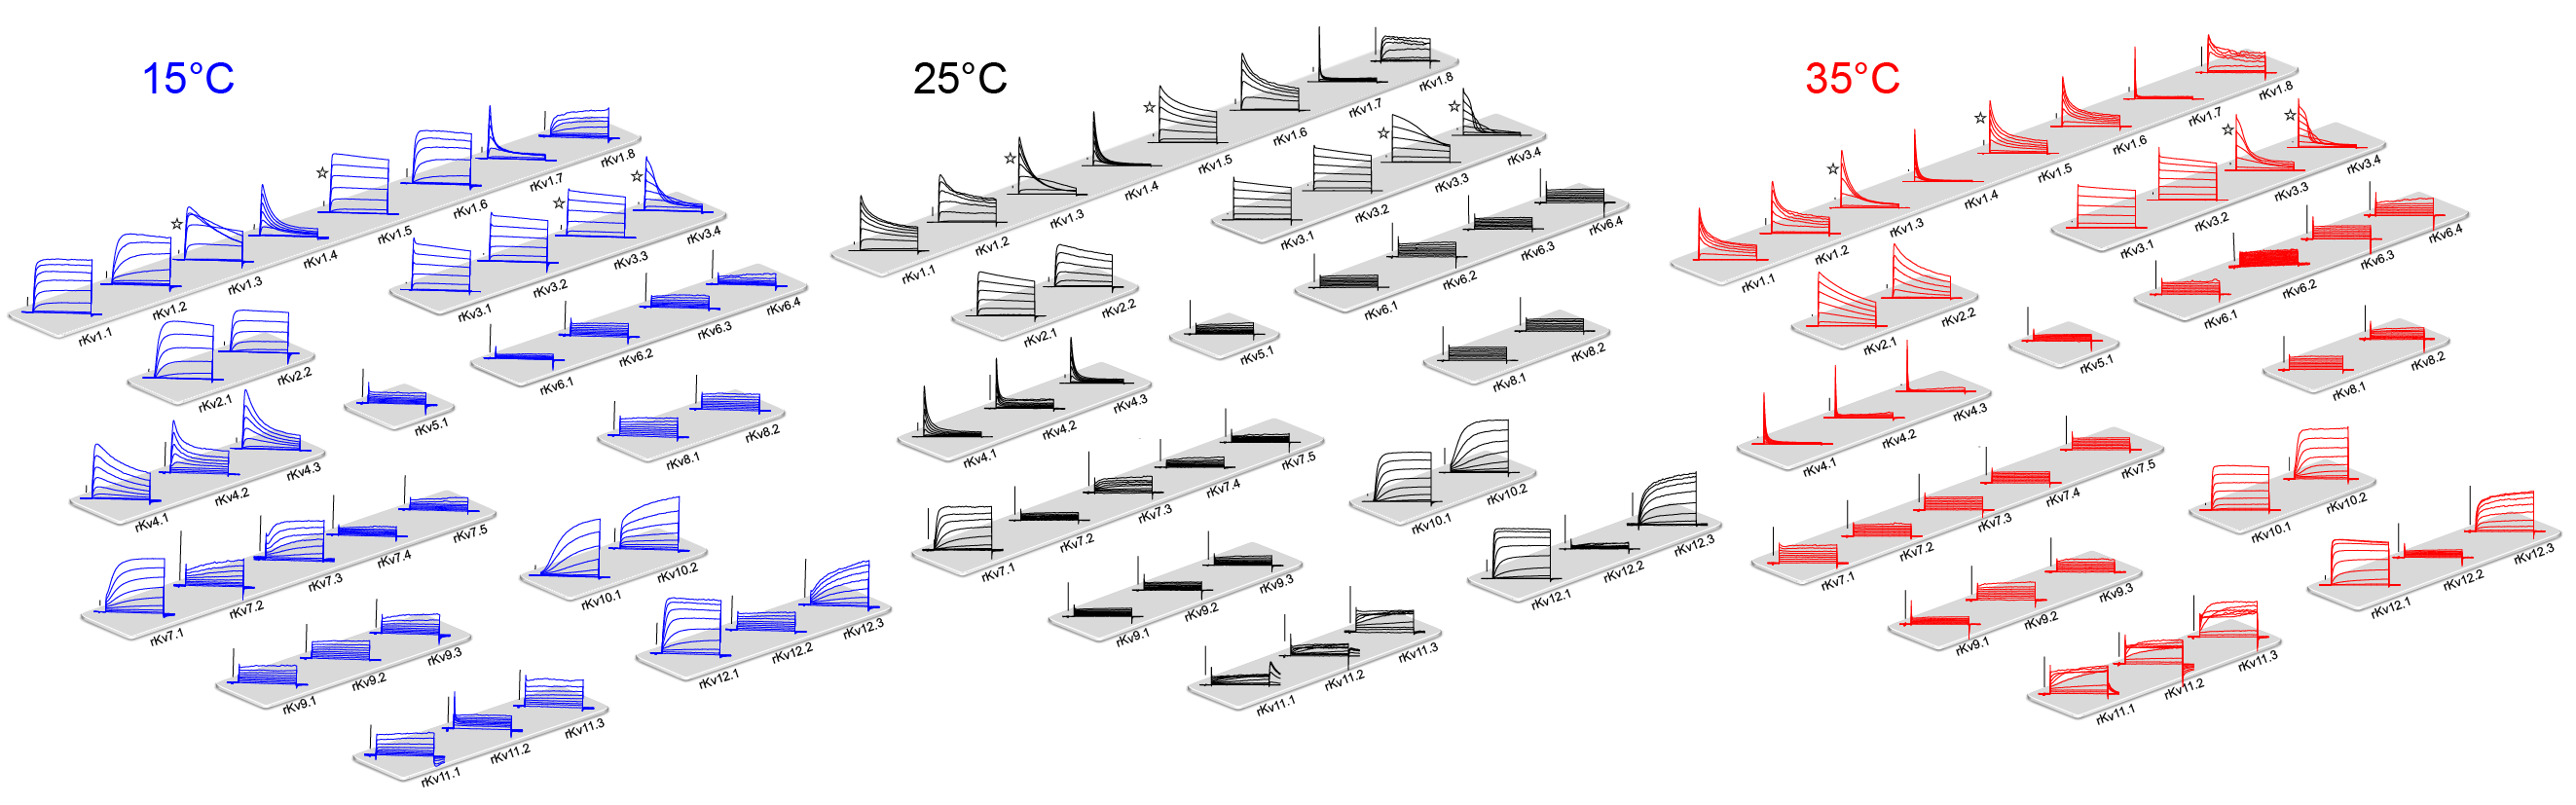 15°C
rKv1.1
rKv1.2
rKv1.3
rKv1.4
rKv1.5
rKv1.6
rKv1.7
rKv1.8
rKv2.1
rKv2.2
rKv3.1
rKv3.2
rKv3.3
rKv3.4
rKv4.1
rKv4.2
rKv4.3
rKv5.1
rKv6.1
rKv6.2
rKv6.3
rKv6.4
rKv7.1
rKv7.2
rKv7.3
rKv7.4
rKv7.5
rKv8.1
rKv8.2
rKv9.1
rKv9.2
rKv9.3
rKv10.1
rKv10.2
rKv11.1
rKv11.2
rKv11.3
rKv12.1
rKv12.2
rKv12.3
25°C
rKv1.1
rKv1.2
rKv1.3
rKv1.4
rKv1.5
rKv1.6
rKv1.7
rKv1.8
rKv2.1
rKv2.2
rKv3.1
rKv3.2
rKv3.3
rKv3.4
rKv4.1
rKv4.2
rKv4.3
rKv5.1
rKv6.1
rKv6.2
rKv6.3
rKv6.4
rKv7.1
rKv7.2
rKv7.3
rKv7.4
rKv7.5
rKv8.1
rKv8.2
rKv9.1
rKv9.2
rKv9.3
rKv10.1
rKv10.2
rKv11.1
rKv11.2
rKv11.3
rKv12.1
rKv12.2
rKv12.3
35°C
rKv1.1
rKv1.2
rKv1.3
rKv1.4
rKv1.5
rKv1.6
rKv1.7
rKv1.8
rKv2.1
rKv2.2
rKv3.1
rKv3.2
rKv3.3
rKv3.4
rKv4.1
rKv4.2
rKv4.3
rKv5.1
rKv6.1
rKv6.2
rKv6.3
rKv6.4
rKv7.1
rKv7.2
rKv7.3
rKv7.4
rKv7.5
rKv8.1
rKv8.2
rKv9.1
rKv9.2
rKv9.3
rKv10.1
rKv10.2
rKv11.1
rKv11.2
rKv11.3
rKv12.1
rKv12.2
rKv12.3